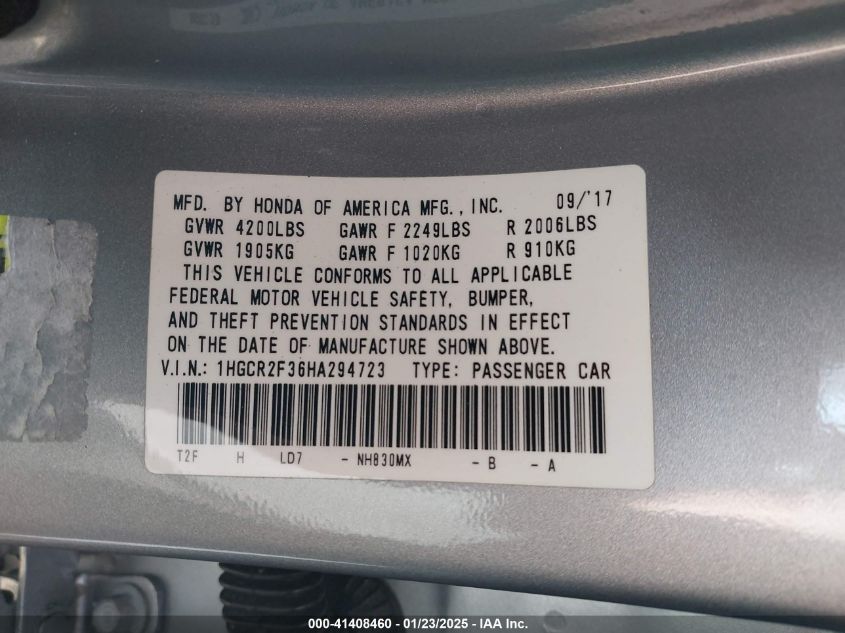 MFD. BY HONDA OF AMERICA MFG., INC. 09/'17
GVWR 4200LBS GAWR F 2249LBS R 2006LBS
GVWR 1905KG GAWR F 1020KG R 910KG
THIS VEHICLE CONFORMS TO ALL APPLICABLE
FEDERAL MOTOR VEHICLE SAFETY, BUMPER,
AND THEFT PREVENTION STANDARDS IN EFFECT
ON THE DATE OF MANUFACTURE SHOWN ABOVE.
V.I.N.: 1HGCR2F36HA294723 TYPE: PASSENGER CAR
T2F H LD7 - NH830MX - B - A
000-41408460 - 01/23/2025 - IAA Inc.